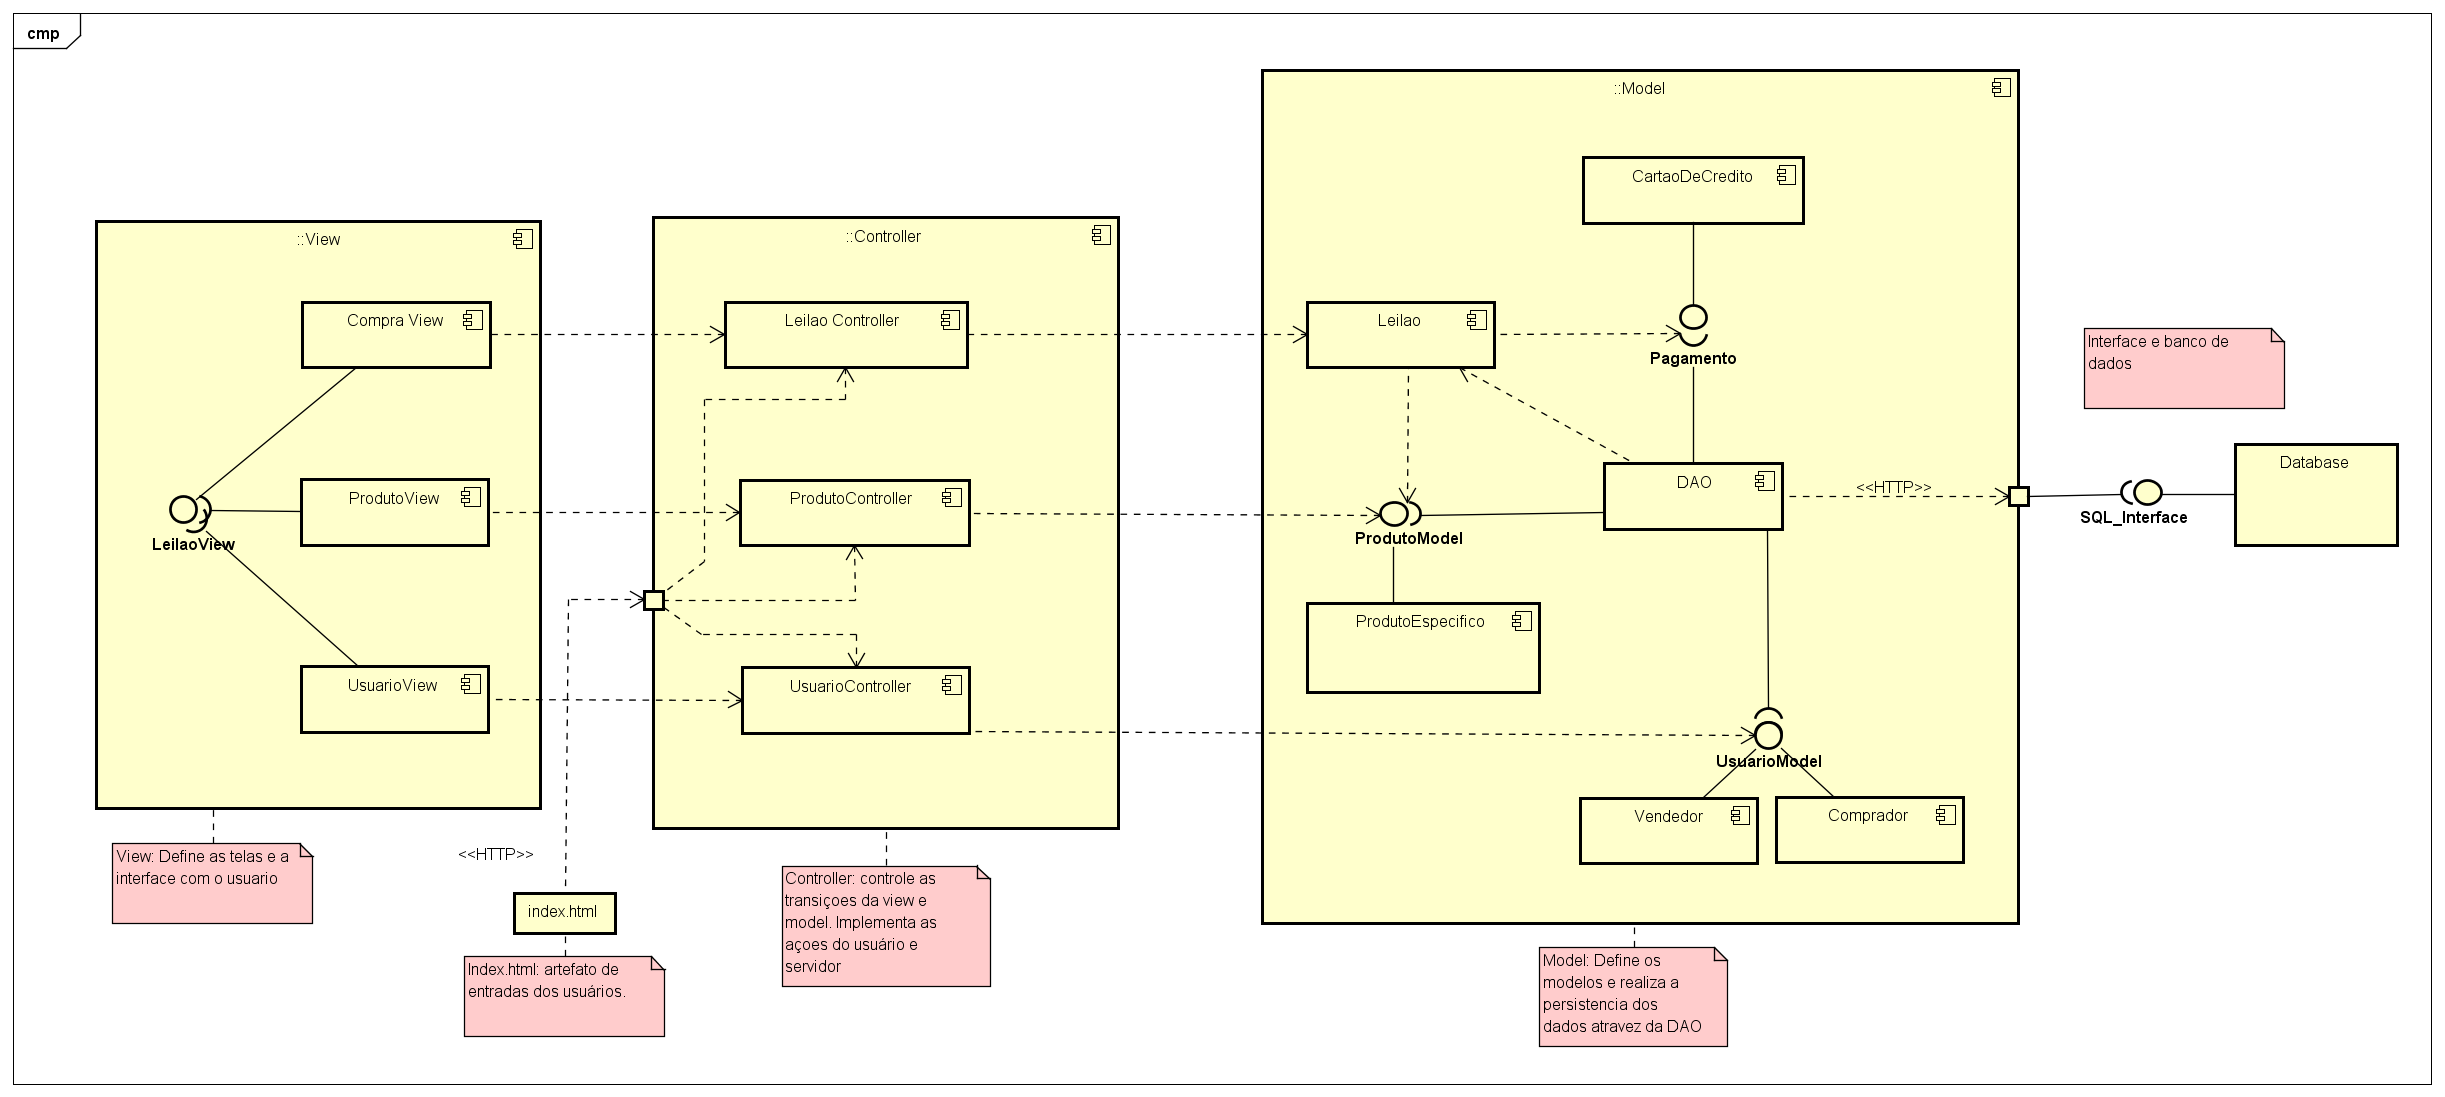 cmp
::View
Compra View
ProdutoView
LeilaoView
UsuarioView
View: Define as telas e a
interface com o usuario
<<HTTP>>
index.html
Index.html: artefato de
entradas dos usuários.
::Controller
Leilao Controller
ProdutoController
UsuarioController
Controller: controle as
transiçoes da view e
model. Implementa as
açoes do usuário e
servidor
::Model
CartaoDeCredito
Leilao
Pagamento
DAO
<<HTTP>>
ProdutoModel
ProdutoEspecifico
UsuarioModel
Vendedor
Comprador
Model: Define os
modelos e realiza a
persistencia dos
dados atravez da DAO
Interface e banco de
dados
Database
SQL_Interface